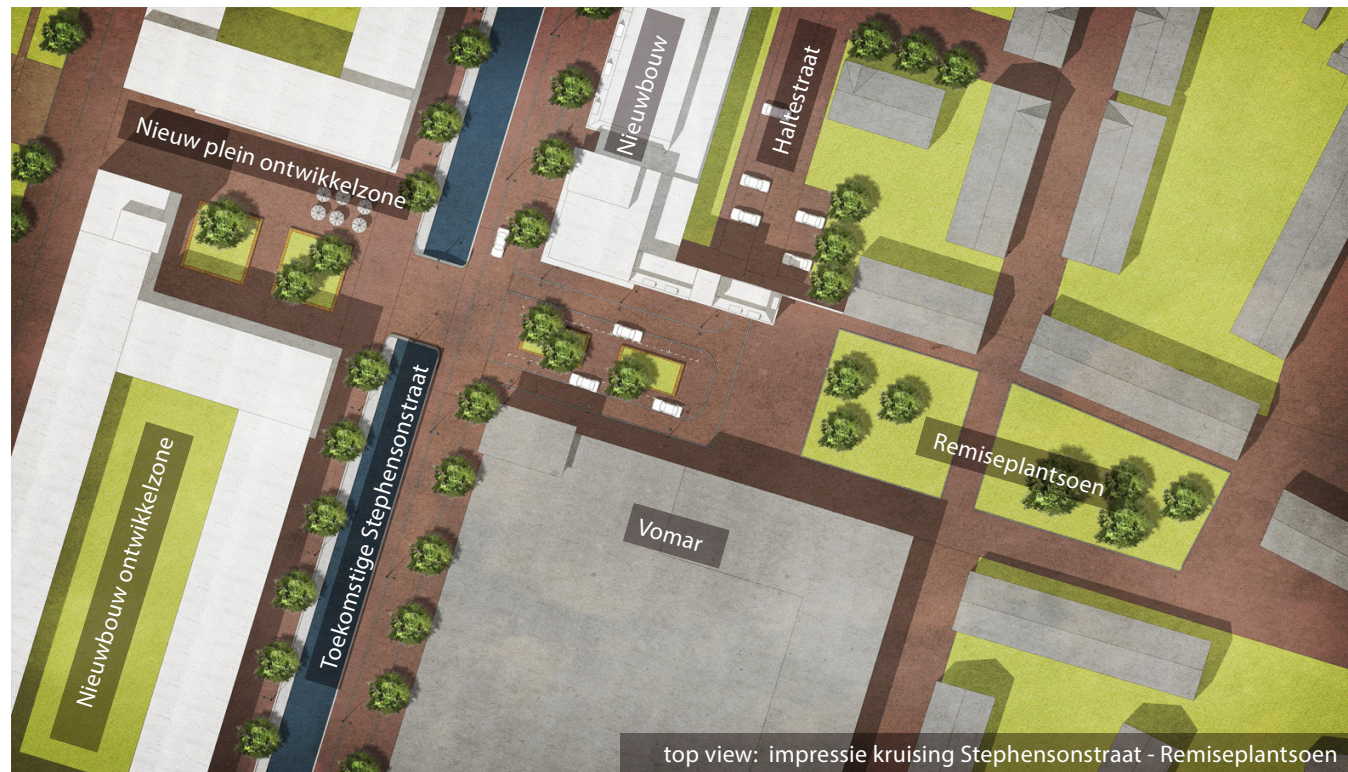 Nieuwbouw
Haltestraat
Nieuw plein ontwikkelzone
Toekomstige Stephensonstraat
Remiseplantsoen
Nieuwbouw ontwikkelzone
Vomar
top view: impressie kruising Stephensonstraat - Remiseplantsoen